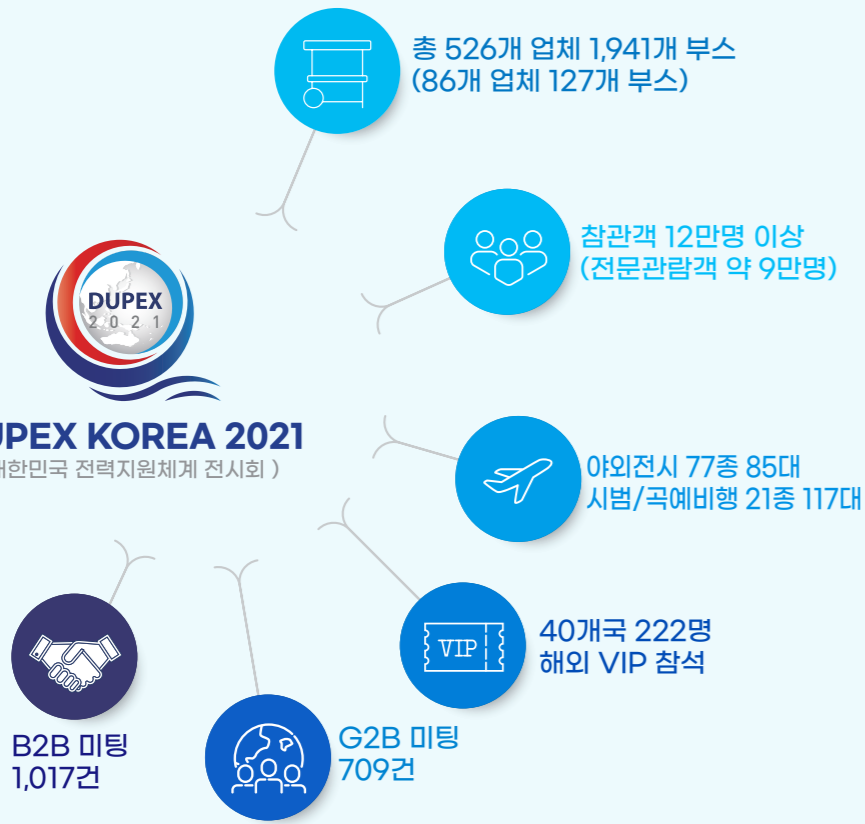 총 526개 업체 1,941개 부스
(86개 업체 127개 부스)
참관객 12만명 이상
(전문관람객 약 9만명)
DUPEX
2021
UPEX KOREA 2021
대한민국 전력지원체계 전시회 )
야외전시 77종 85대
시범/곡예비행 21종 117대
VIP
40개국 222명
해외 VIP 참석
G2B 미팅
709건
B2B 미팅
1,017건